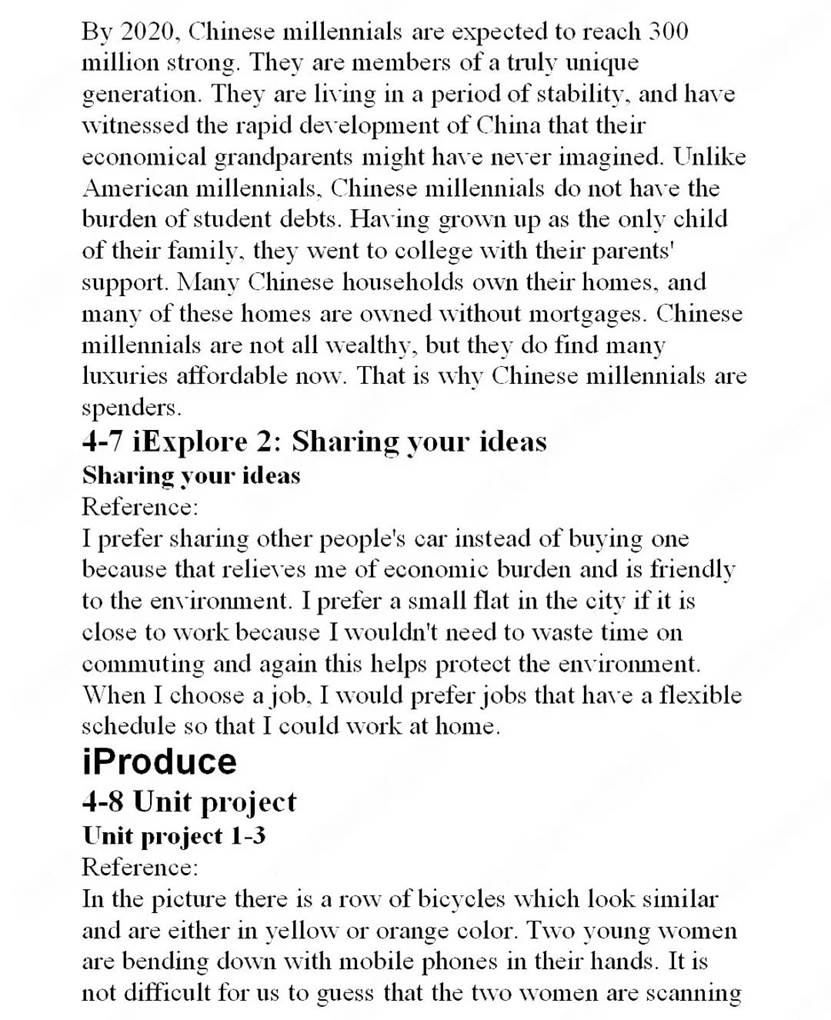 By 2020, Chinese millennials are expected to reach 300
million strong. They are members of a truly unique
generation. They are living in a period of stability, and have
witnessed the rapid development of China that their
economical grandparents might have never imagined. Unlike
American millennials, Chinese millennials do not have the
burden of student debts. Having grown up as the only child
of their family, they went to college with their parents'
support. Many Chinese households own their homes, and
many of these homes are owned without mortgages. Chinese
millennials are not all wealthy, but they do find many
luxuries affordable now. That is why Chinese millennials are
spenders.
4-7 iExplore 2: Sharing your ideas
Sharing your ideas
Reference:
I prefer sharing other people's car instead of buying one
because that relieves me of economic burden and is friendly
to the environment. I prefer a small flat in the city if it is
close to work because I wouldn't need to waste time on
commuting and again this helps protect the environment.
When I choose a job, I would prefer jobs that have a flexible
schedule so that I could work at home.
iProduce
4-8 Unit project
Unit project 1-3
Reference:
In the picture there is a row of bicycles which look similar
and are either in yellow or orange color. Two young women
are bending down with mobile phones in their hands. It is
not difficult for us to guess that the two women are scanning